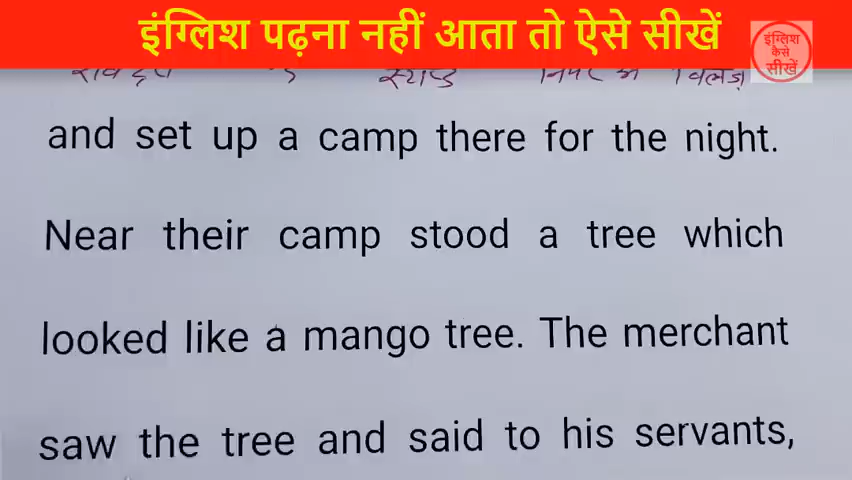 इंग्लिश पढ़ना नहीं आता तो ऐसे सीखें
इंग्लिश
कैसे
सीखें
and set up a camp there for the night.
Near their camp stood a tree which
looked like a mango tree. The merchant
saw the tree and said to his servants,